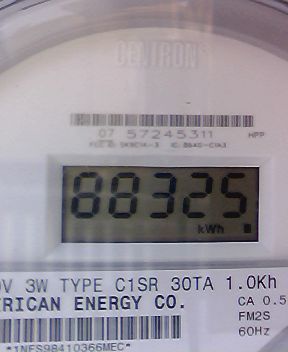 CENTRON®
07 57245311 HPP
88325
kWh
V 3W TYPE C1SR 30TA 1.0Kh
RICAN ENERGY CO.
CA 0.5
FM2S
60Hz